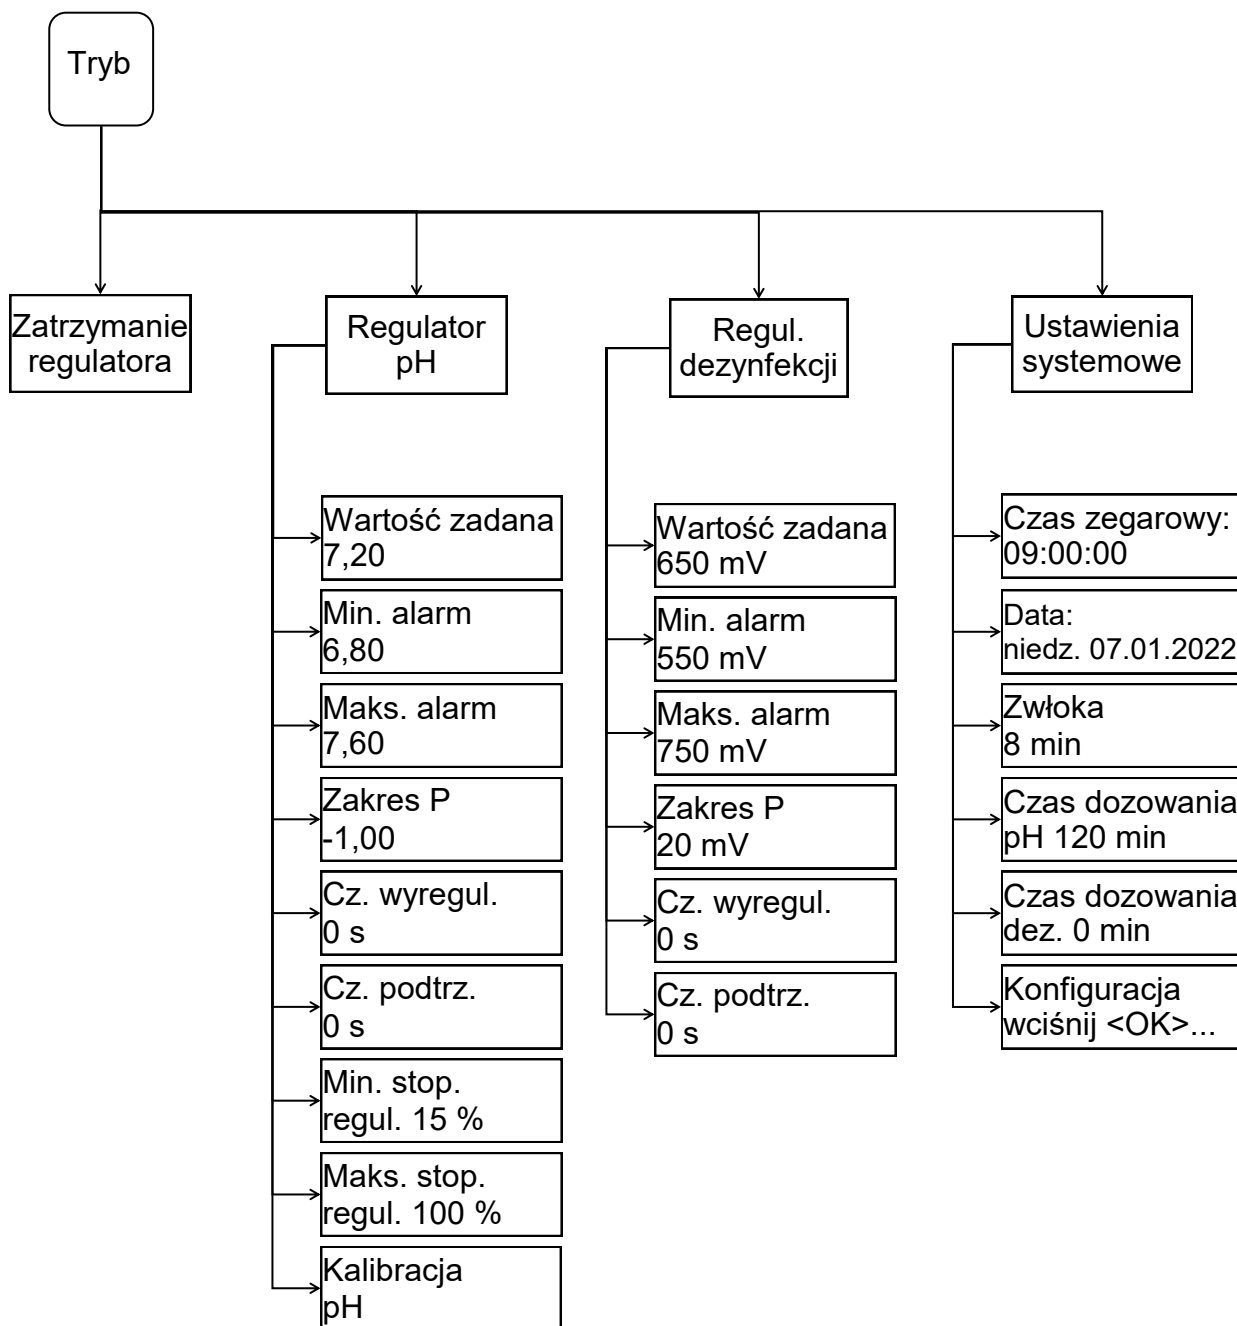 Tryb
Zatrzymanie
regulatora
Regulator
pH
Wartość zadana
7,20
Min. alarm
6,80
Maks. alarm
7,60
Zakres P
-1,00
Cz. wyregul.
0 s
Cz. podtrz.
0 s
Min. stop.
regul. 15 %
Maks. stop.
regul. 100 %
Kalibracja
pH
Regul.
dezynfekcji
Wartość zadana
650 mV
Min. alarm
550 mV
Maks. alarm
750 mV
Zakres P
20 mV
Cz. wyregul.
0 s
Cz. podtrz.
0 s
Ustawienia
systemowe
Czas zegarowy:
09:00:00
Data:
niedz. 07.01.2022
Zwłoka
8 min
Czas dozowania
pH 120 min
Czas dozowania
dez. 0 min
Konfiguracja
wciśnij <OK>...